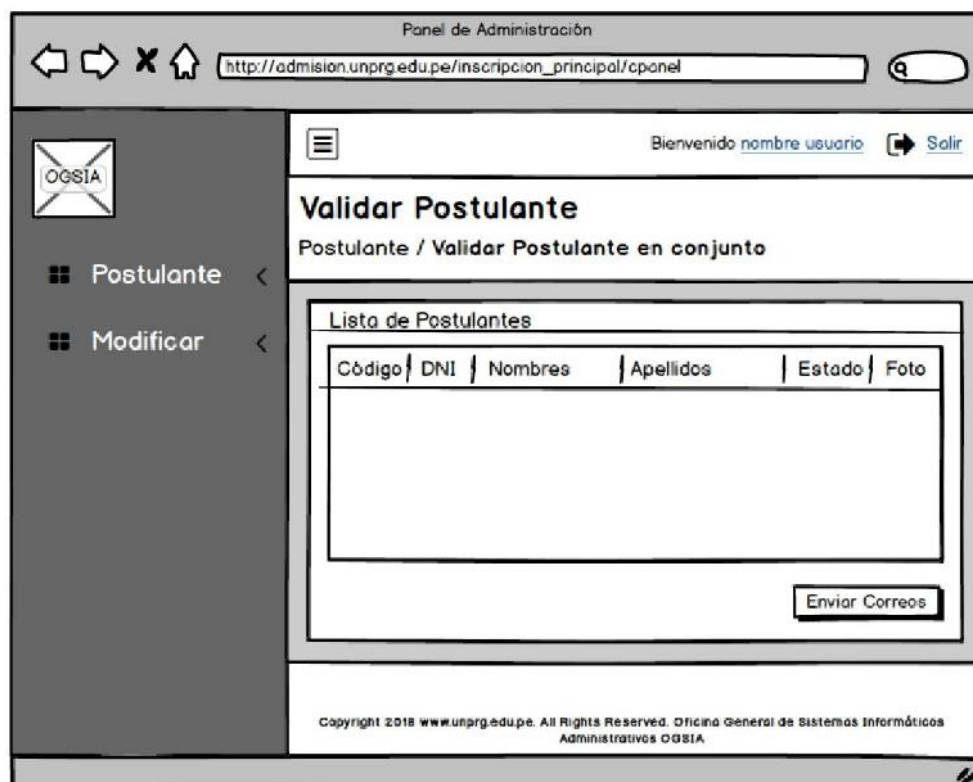 Panel de Administración
http://admision.unprg.edu.pe/inscripcion_principal/cpanel
OGSIA
Bienvenido nombre usuario Salir
Validar Postulante
Postulante / Validar Postulante en conjunto
Postulante
Modificar
Lista de Postulantes
Código DNI Nombres Apellidos Estado Foto
Enviar Correos
Copyright 2018 www.unprg.edu.pe. All Rights Reserved. Oficina General de Sistemas Informáticos
Administrativos OGSIA